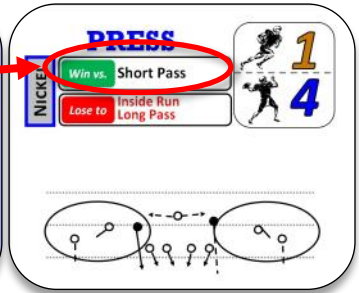 PRESS
NICKEL
Win vs. Short Pass
Lose to Inside Run
Long Pass
1
4